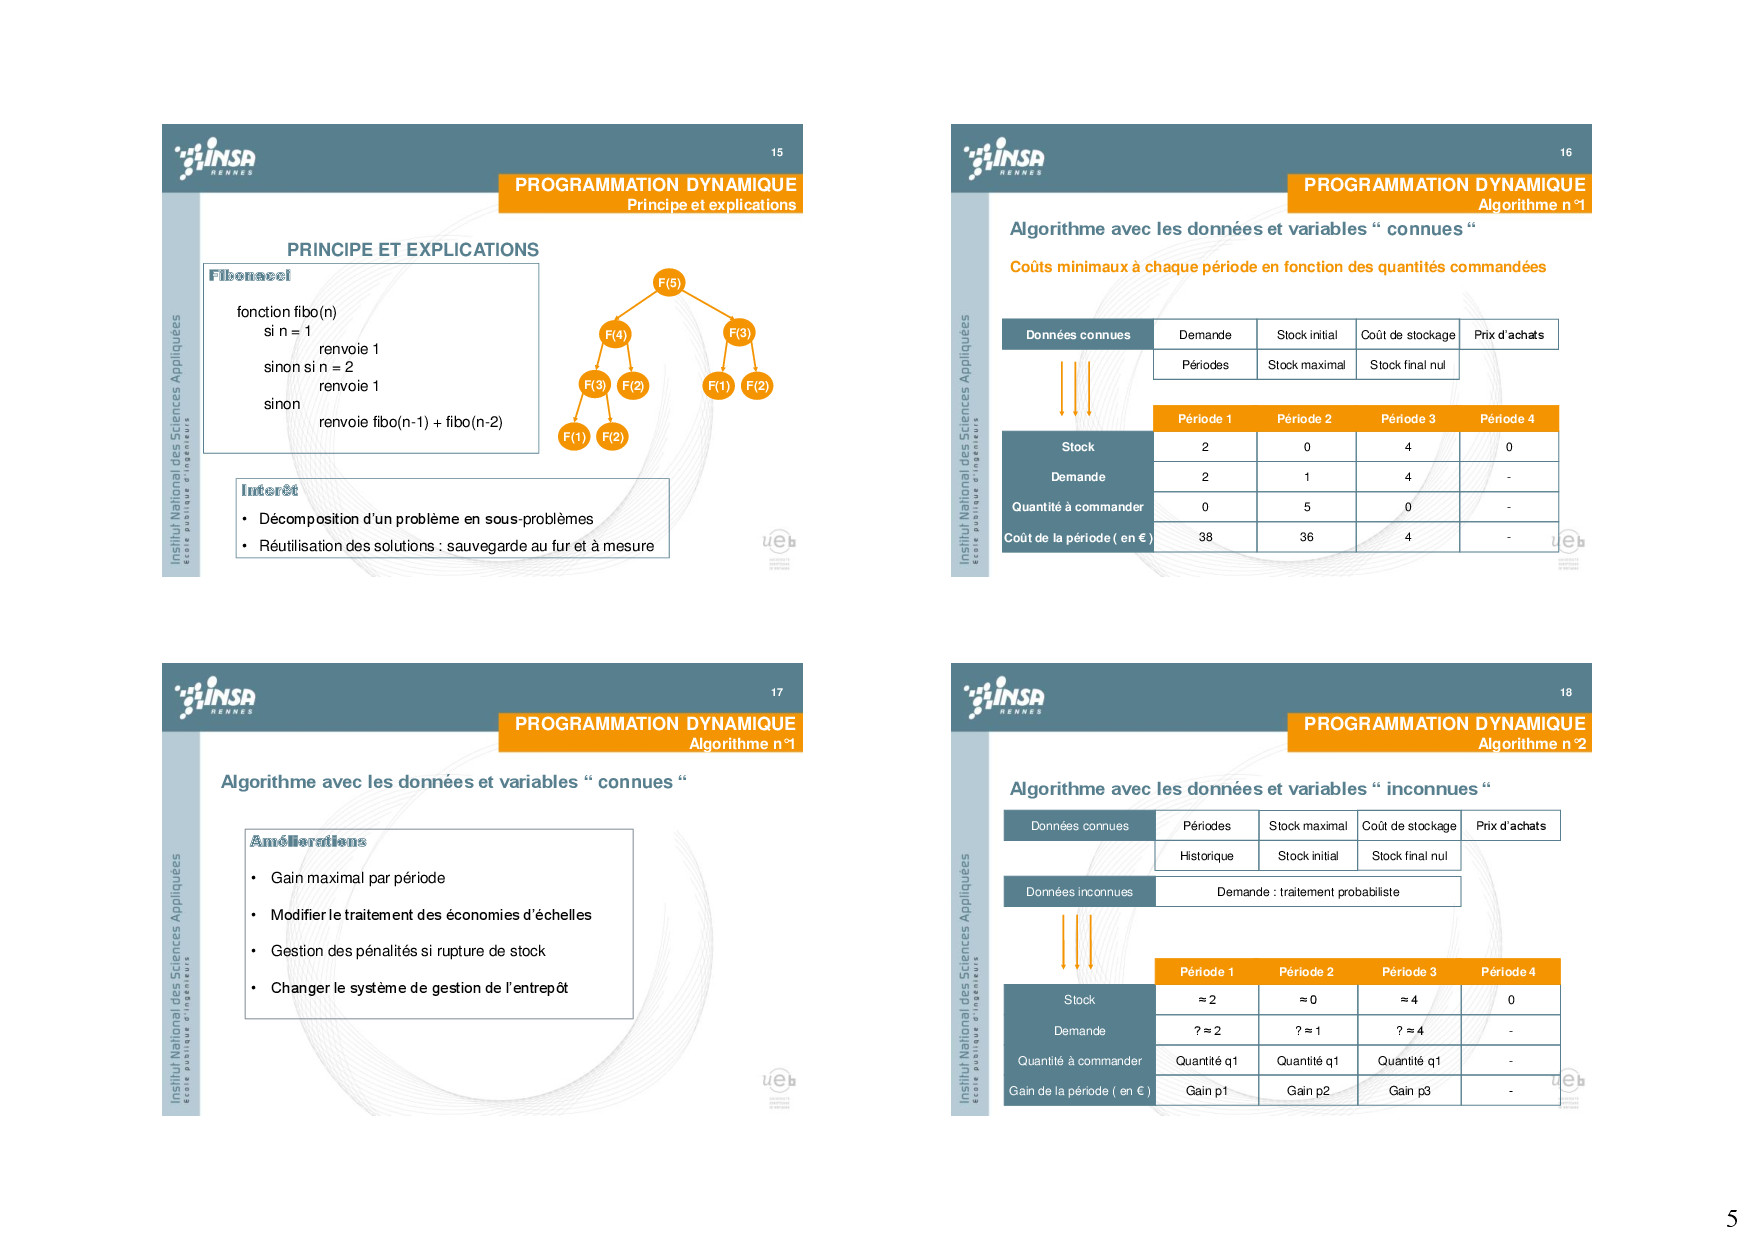 INSA
RENNES
15
PROGRAMMATION DYNAMIQUE
Principe et explications
PRINCIPE ET EXPLICATIONS
Fibonacci
fonction fibo(n)
si n = 1
renvoie 1
sinon si n = 2
renvoie 1
sinon
renvoie fibo(n-1) + fibo(n-2)
F(5)
F(4)
F(3)
F(3)
F(2)
F(1)
F(2)
F(1)
F(2)
Interêt
• Décomposition d'un problème en sous-problèmes
• Réutilisation des solutions : sauvegarde au fur et à mesure
Institut National des Sciences Appliquées
Ecole publique d'ingénieurs
ueb
INSA
RENNES
16
PROGRAMMATION DYNAMIQUE
Algorithme n°1
Algorithme avec les données et variables “ connues “
Coûts minimaux à chaque période en fonction des quantités commandées
Données connues Demande Stock initial Coût de stockage Prix d'achats
Périodes Stock maximal Stock final nul
Période 1 Période 2 Période 3 Période 4
Stock 2 0 4 0
Demande 2 1 4 -
Quantité à commander 0 5 0 -
Coût de la période ( en € ) 38 36 4 -
Institut National des Sciences Appliquées
Ecole publique d'ingénieurs
ueb
INSA
RENNES
17
PROGRAMMATION DYNAMIQUE
Algorithme n°1
Algorithme avec les données et variables “ connues “
Améliorations
• Gain maximal par période
• Modifier le traitement des économies d'échelles
• Gestion des pénalités si rupture de stock
• Changer le système de gestion de l'entrepôt
Institut National des Sciences Appliquées
Ecole publique d'ingénieurs
ueb
INSA
RENNES
18
PROGRAMMATION DYNAMIQUE
Algorithme n°2
Algorithme avec les données et variables “ inconnues “
Données connues Périodes Stock maximal Coût de stockage Prix d'achats
Historique Stock initial Stock final nul
Données inconnues Demande : traitement probabiliste
Période 1 Période 2 Période 3 Période 4
Stock ≈ 2 ≈ 0 ≈ 4 0
Demande ? ≈ 2 ? ≈ 1 ? ≈ 4 -
Quantité à commander Quantité q1 Quantité q1 Quantité q1 -
Gain de la période ( en € ) Gain p1 Gain p2 Gain p3 -
Institut National des Sciences Appliquées
Ecole publique d'ingénieurs
ueb
5